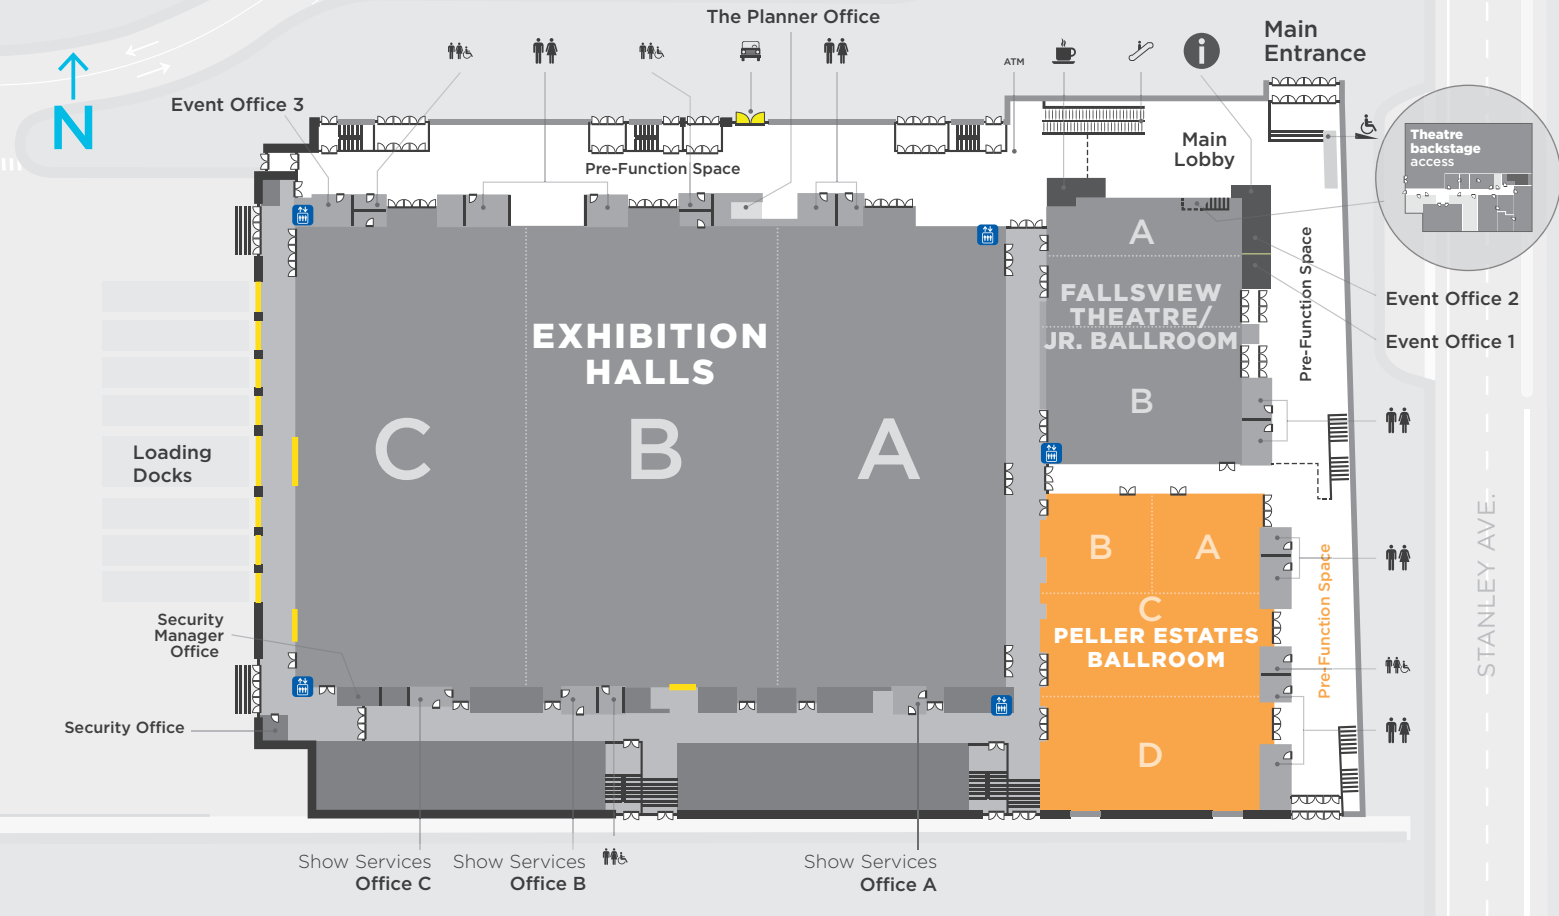 The Planner Office
Main
Entrance
ATM
N
Event Office 3
Pre-Function Space
Main
Lobby
Theatre
backstage
access
A
FALLSVIEW
THEATRE/
JR. BALLROOM
B
Pre-Function Space
Event Office 2
Event Office 1
EXHIBITION
HALLS
C
B
A
Loading
Docks
B
A
C
PELLER ESTATES
BALLROOM
D
Pre-Function Space
STANLEY AVE.
Security
Manager
Office
Security Office
Show Services
Office C
Show Services
Office B
Show Services
Office A